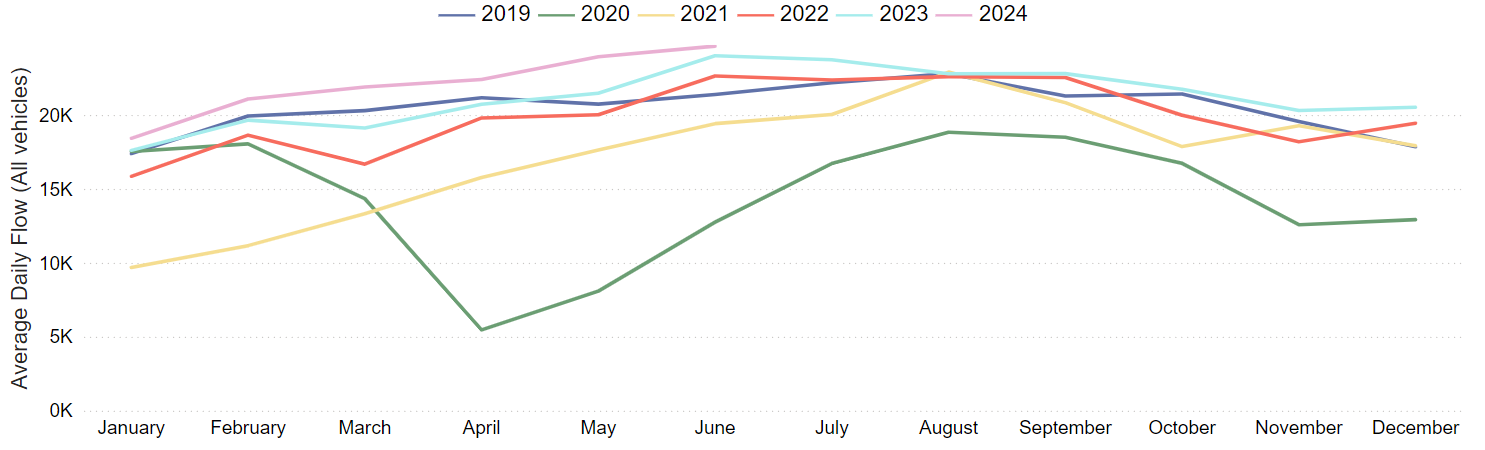 2019 2020 2021 2022 2023 2024
Average Daily Flow (All vehicles)
20K
15K
10K
5K
0K
January February March April May June July August September October November December